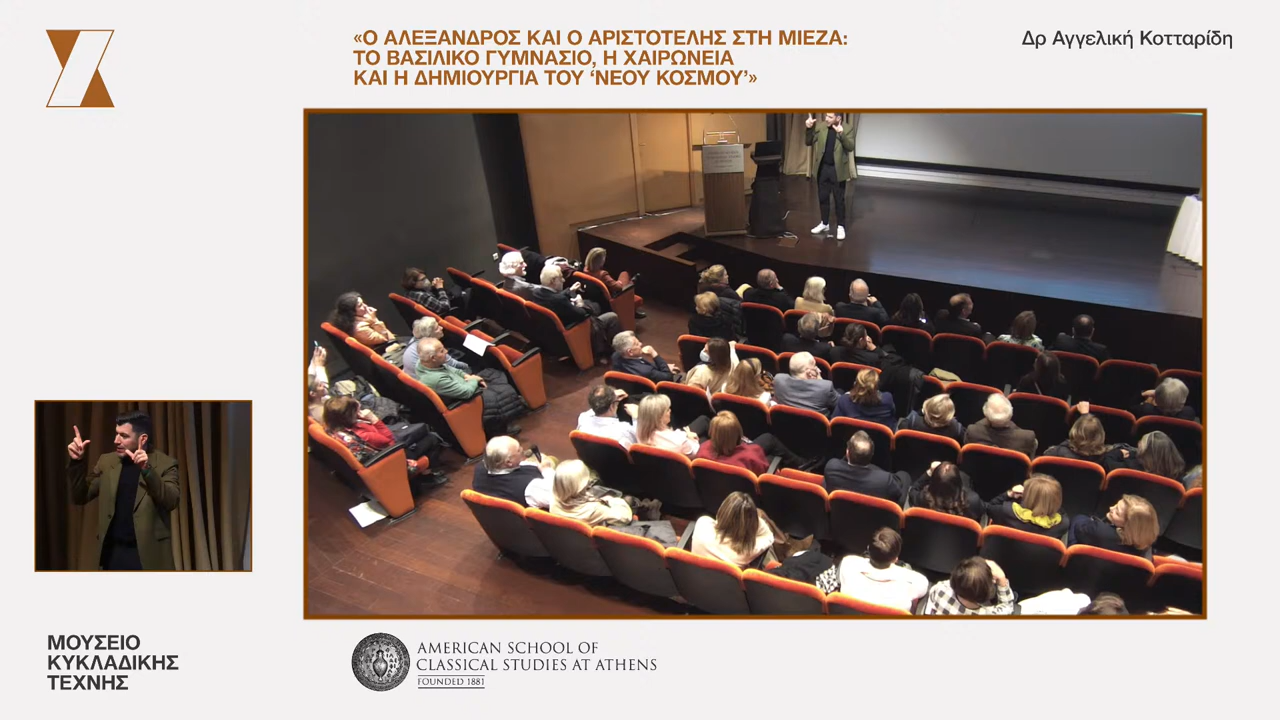 «Ο ΑΛΕΞΑΝΔΡΟΣ ΚΑΙ Ο ΑΡΙΣΤΟΤΕΛΗΣ ΣΤΗ ΜΙΕΖΑ:
ΤΟ ΒΑΣΙΛΙΚΟ ΓΥΜΝΑΣΙΟ, Η ΧΑΙΡΩΝΕΙΑ
ΚΑΙ Η ΔΗΜΙΟΥΡΓΙΑ ΤΟΥ ‘ΝΕΟΥ ΚΟΣΜΟΥ’»
Δρ Αγγελική Κοτταρίδη
ΜΟΥΣΕΙΟ
ΚΥΚΛΑΔΙΚΗΣ
ΤΕΧΝΗΣ
AMERICAN SCHOOL OF
CLASSICAL STUDIES AT ATHENS
FOUNDED 1881